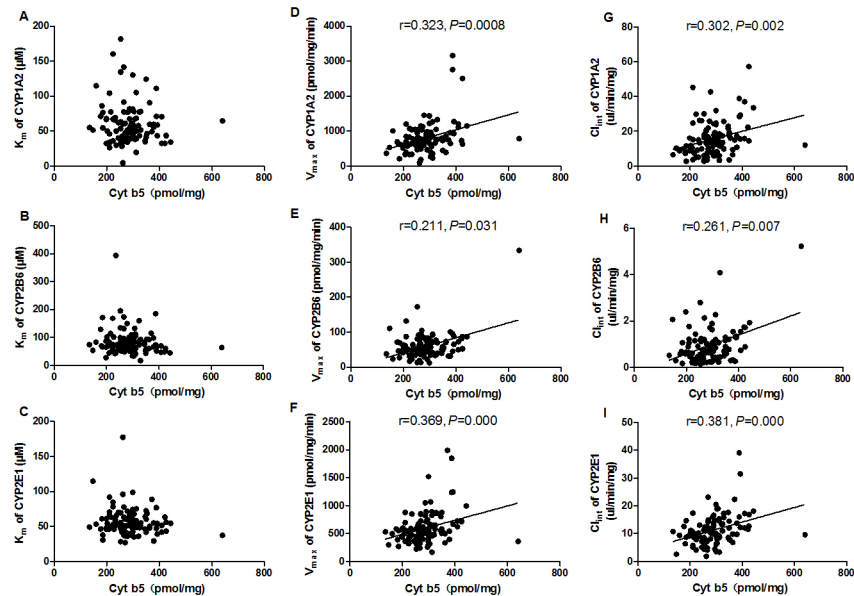 A
K_m of CYP1A2 (μM)
200
150
100
50
0
0 200 400 600 800
Cyt b5 (pmol/mg)
D
r=0.323, P=0.0008
V_max of CYP1A2 (pmol/mg/min)
4000
3000
2000
1000
0
0 200 400 600 800
Cyt b5 (pmol/mg)
G
r=0.302, P=0.002
Cl_int of CYP1A2
(ul/min/mg)
80
60
40
20
0
0 200 400 600 800
Cyt b5 (pmol/mg)
B
K_m of CYP2B6 (μM)
500
400
300
200
100
0
0 200 400 600 800
Cyt b5 (pmol/mg)
E
r=0.211, P=0.031
V_max of CYP2B6 (pmol/mg/min)
400
300
200
100
0
0 200 400 600 800
Cyt b5 (pmol/mg)
H
r=0.261, P=0.007
Cl_int of CYP2B6
(ul/min/mg)
6
4
2
0
0 200 400 600 800
Cyt b5 (pmol/mg)
C
K_m of CYP2E1 (μM)
200
150
100
50
0
0 200 400 600 800
Cyt b5 (pmol/mg)
F
r=0.369, P=0.000
V_max of CYP2E1 (pmol/mg/min)
2500
2000
1500
1000
500
0
0 200 400 600 800
Cyt b5 (pmol/mg)
I
r=0.381, P=0.000
Cl_int of CYP2E1
(ul/min/mg)
50
40
30
20
10
0
0 200 400 600 800
Cyt b5 (pmol/mg)